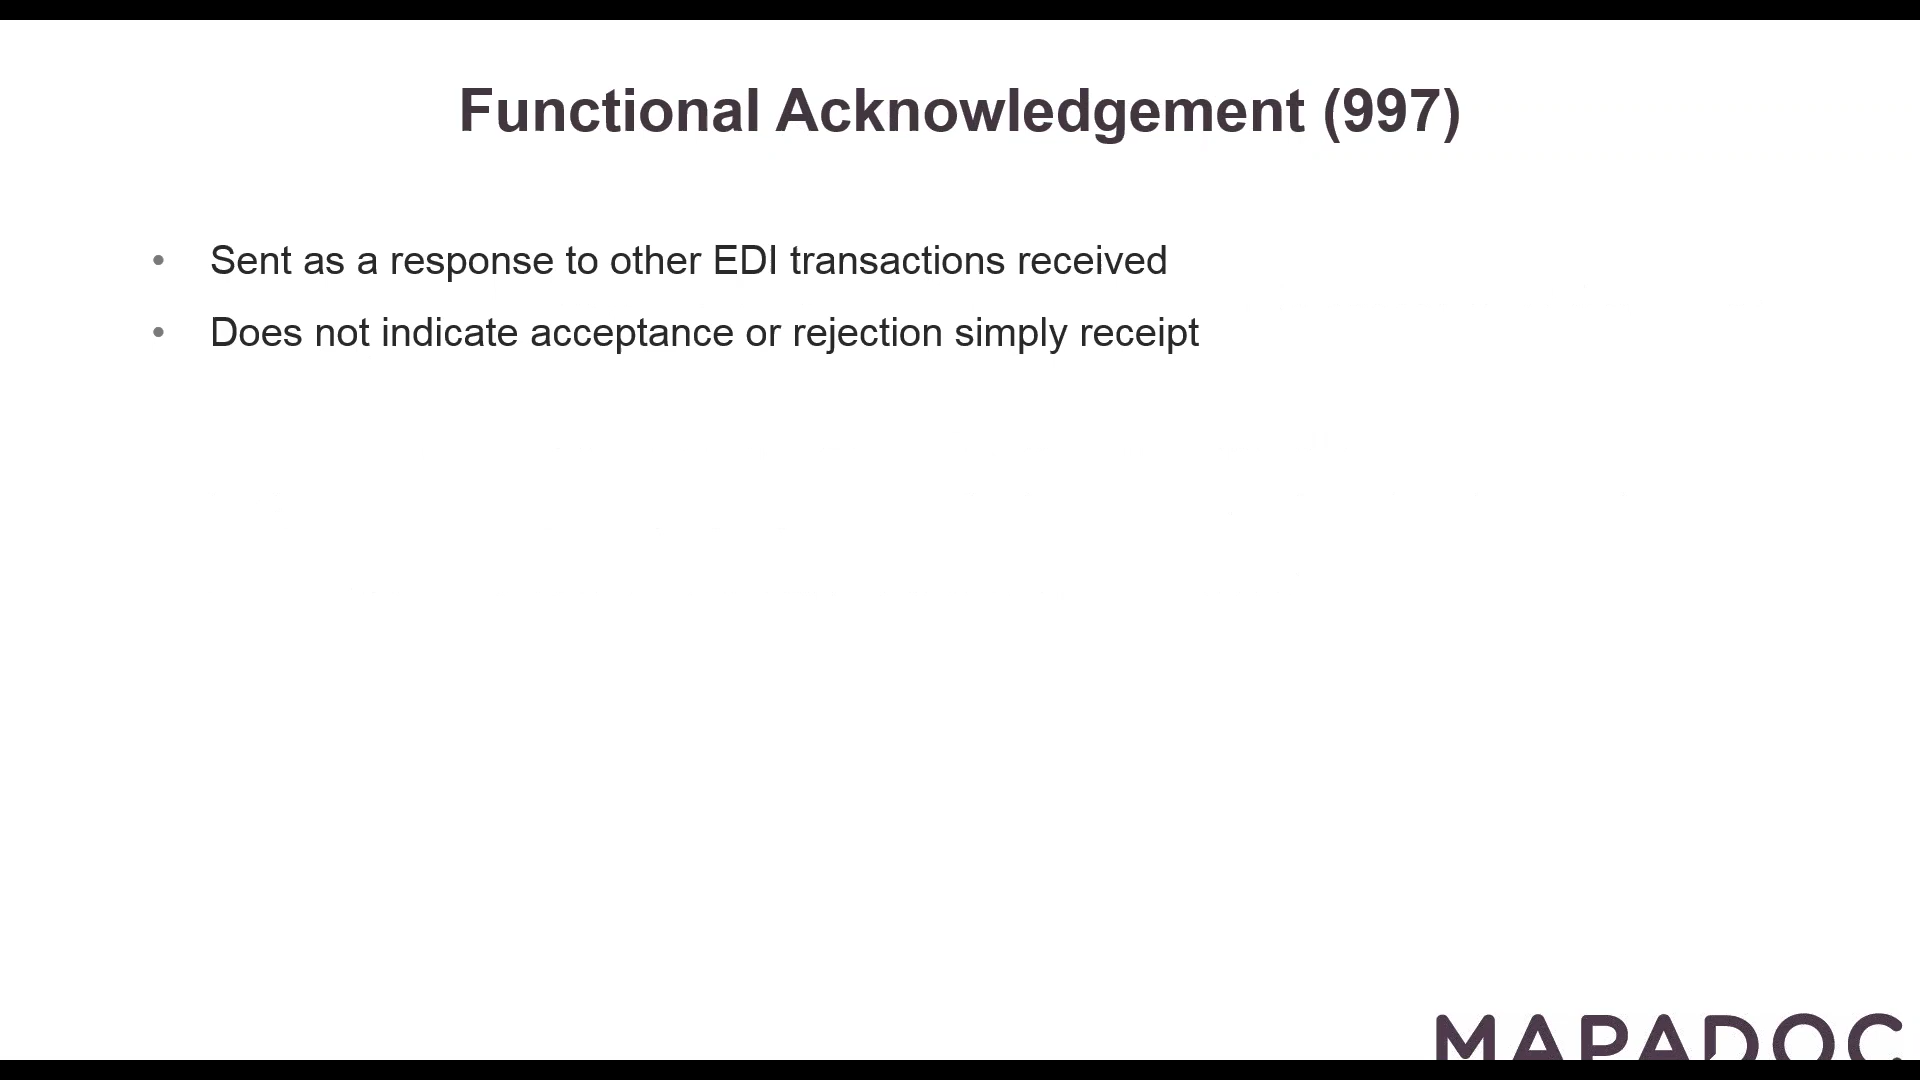 Functional Acknowledgement (997)
• Sent as a response to other EDI transactions received
• Does not indicate acceptance or rejection simply receipt
MAPADOC